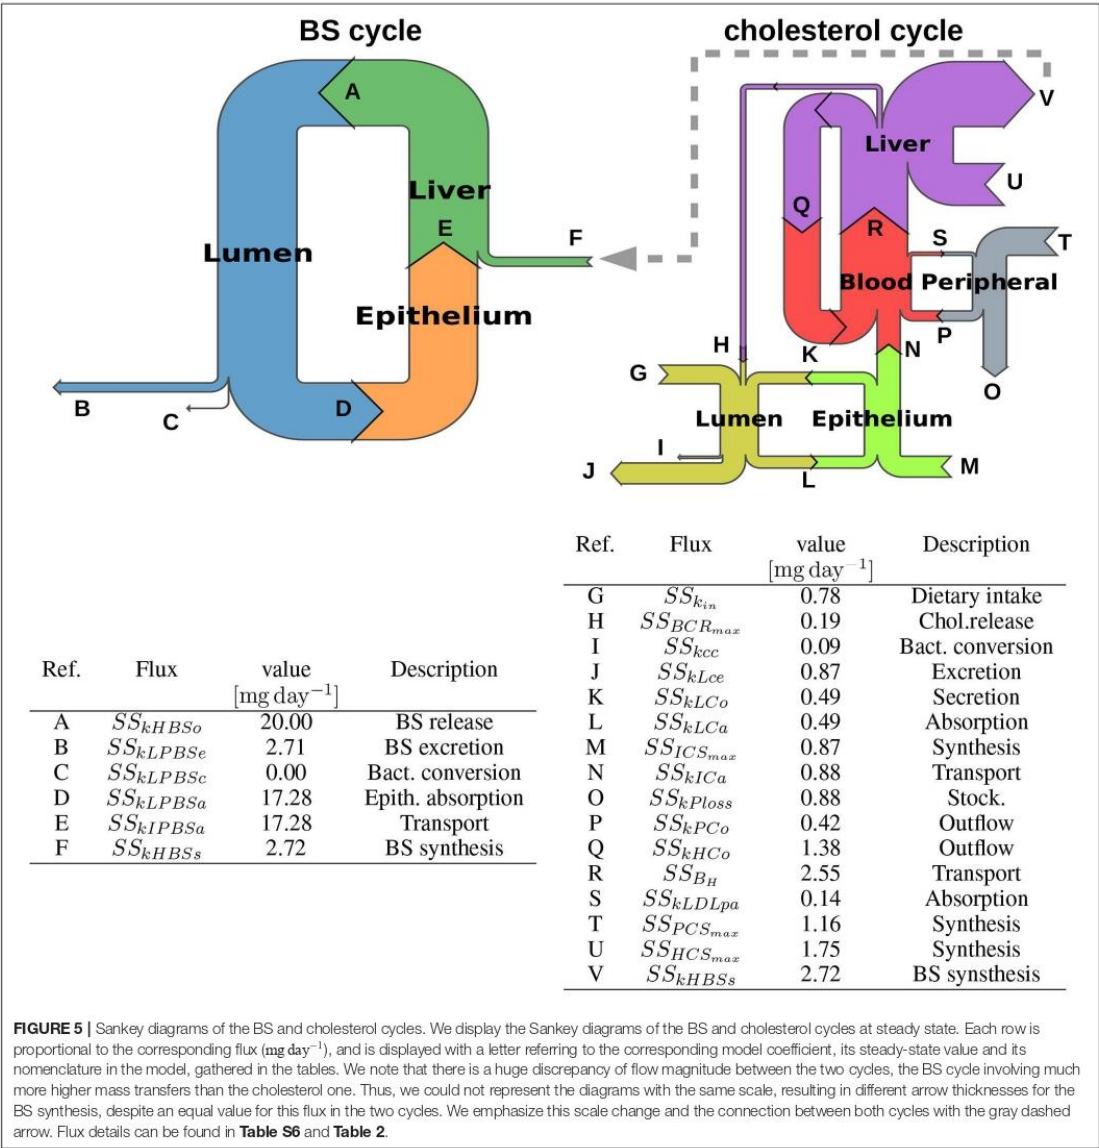 BS cycle
cholesterol cycle
A
V
Liver
U
Liver
Q
E
R
S
T
F
Lumen
Blood
Peripheral
Epithelium
P
H
K
N
G
O
B
D
C
Lumen
Epithelium
I
J
M
L
Ref. Flux value Description
[mg day⁻¹]
G SS_{k_{in}} 0.78 Dietary intake
H SS_{BCR_{max}} 0.19 Chol.release
I SS_{kcc} 0.09 Bact. conversion
J SS_{kLce} 0.87 Excretion
K SS_{kLCo} 0.49 Secretion
L SS_{kLCa} 0.49 Absorption
M SS_{ICS_{max}} 0.87 Synthesis
N SS_{kICa} 0.88 Transport
O SS_{kPloss} 0.88 Stock.
P SS_{kPCo} 0.42 Outflow
Q SS_{kHCo} 1.38 Outflow
R SS_{B_H} 2.55 Transport
S SS_{kLDLpa} 0.14 Absorption
T SS_{PCS_{max}} 1.16 Synthesis
U SS_{HCS_{max}} 1.75 Synthesis
V SS_{kHBSs} 2.72 BS synsthesis
Ref. Flux value Description
[mg day⁻¹]
A SS_{kHBSo} 20.00 BS release
B SS_{kLPBSe} 2.71 BS excretion
C SS_{kLPBSc} 0.00 Bact. conversion
D SS_{kLPBSa} 17.28 Epith. absorption
E SS_{kIPBSa} 17.28 Transport
F SS_{kHBSs} 2.72 BS synthesis
FIGURE 5 | Sankey diagrams of the BS and cholesterol cycles. We display the Sankey diagrams of the BS and cholesterol cycles at steady state. Each row is
proportional to the corresponding flux (mg day⁻¹), and is displayed with a letter referring to the corresponding model coefficient, its steady-state value and its
nomenclature in the model, gathered in the tables. We note that there is a huge discrepancy of flow magnitude between the two cycles, the BS cycle involving much
more higher mass transfers than the cholesterol one. Thus, we could not represent the diagrams with the same scale, resulting in different arrow thicknesses for the
BS synthesis, despite an equal value for this flux in the two cycles. We emphasize this scale change and the connection between both cycles with the gray dashed
arrow. Flux details can be found in Table S6 and Table 2.